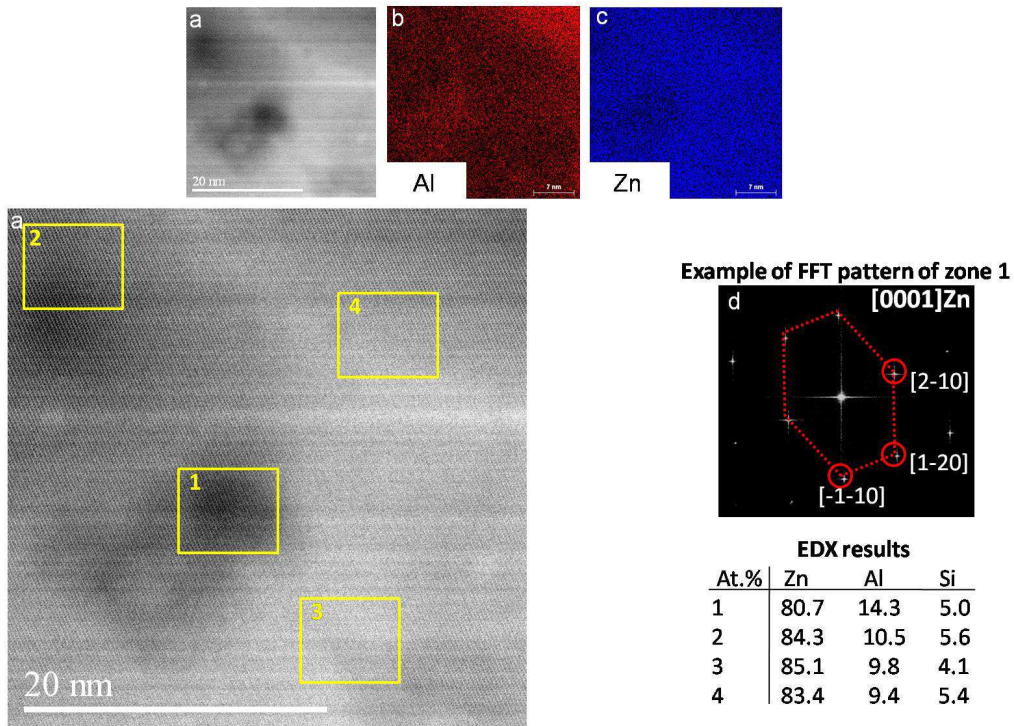 a
20 nm
b
Al
7 nm
c
Zn
7 nm
a
2
4
1
3
20 nm
Example of FFT pattern of zone 1
d
[0001]Zn
[2-10]
[1-20]
[-1-10]
EDX results
At.% Zn Al Si
1 80.7 14.3 5.0
2 84.3 10.5 5.6
3 85.1 9.8 4.1
4 83.4 9.4 5.4